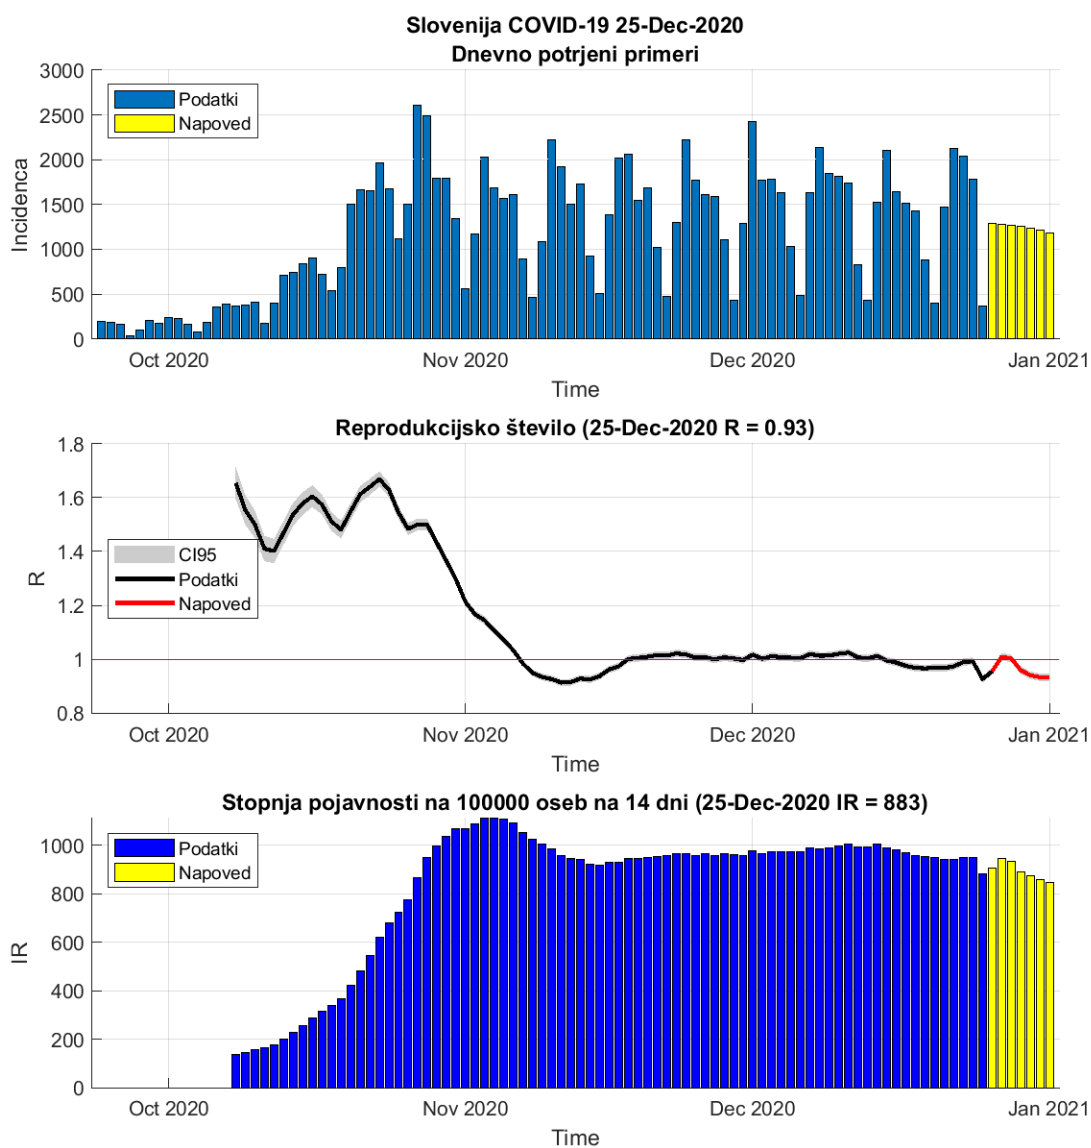 Slovenija COVID-19 25-Dec-2020
Dnevno potrjeni primeri
3000
2500
2000
1500
1000
500
0
Incidenca
Podatki
Napoved
Oct 2020
Nov 2020
Dec 2020
Jan 2021
Time
Reprodukcijsko število (25-Dec-2020 R = 0.93)
1.8
1.6
1.4
1.2
1
0.8
R
CI95
Podatki
Napoved
Oct 2020
Nov 2020
Dec 2020
Jan 2021
Time
Stopnja pojavnosti na 100000 oseb na 14 dni (25-Dec-2020 IR = 883)
1000
800
600
400
200
0
IR
Podatki
Napoved
Oct 2020
Nov 2020
Dec 2020
Jan 2021
Time